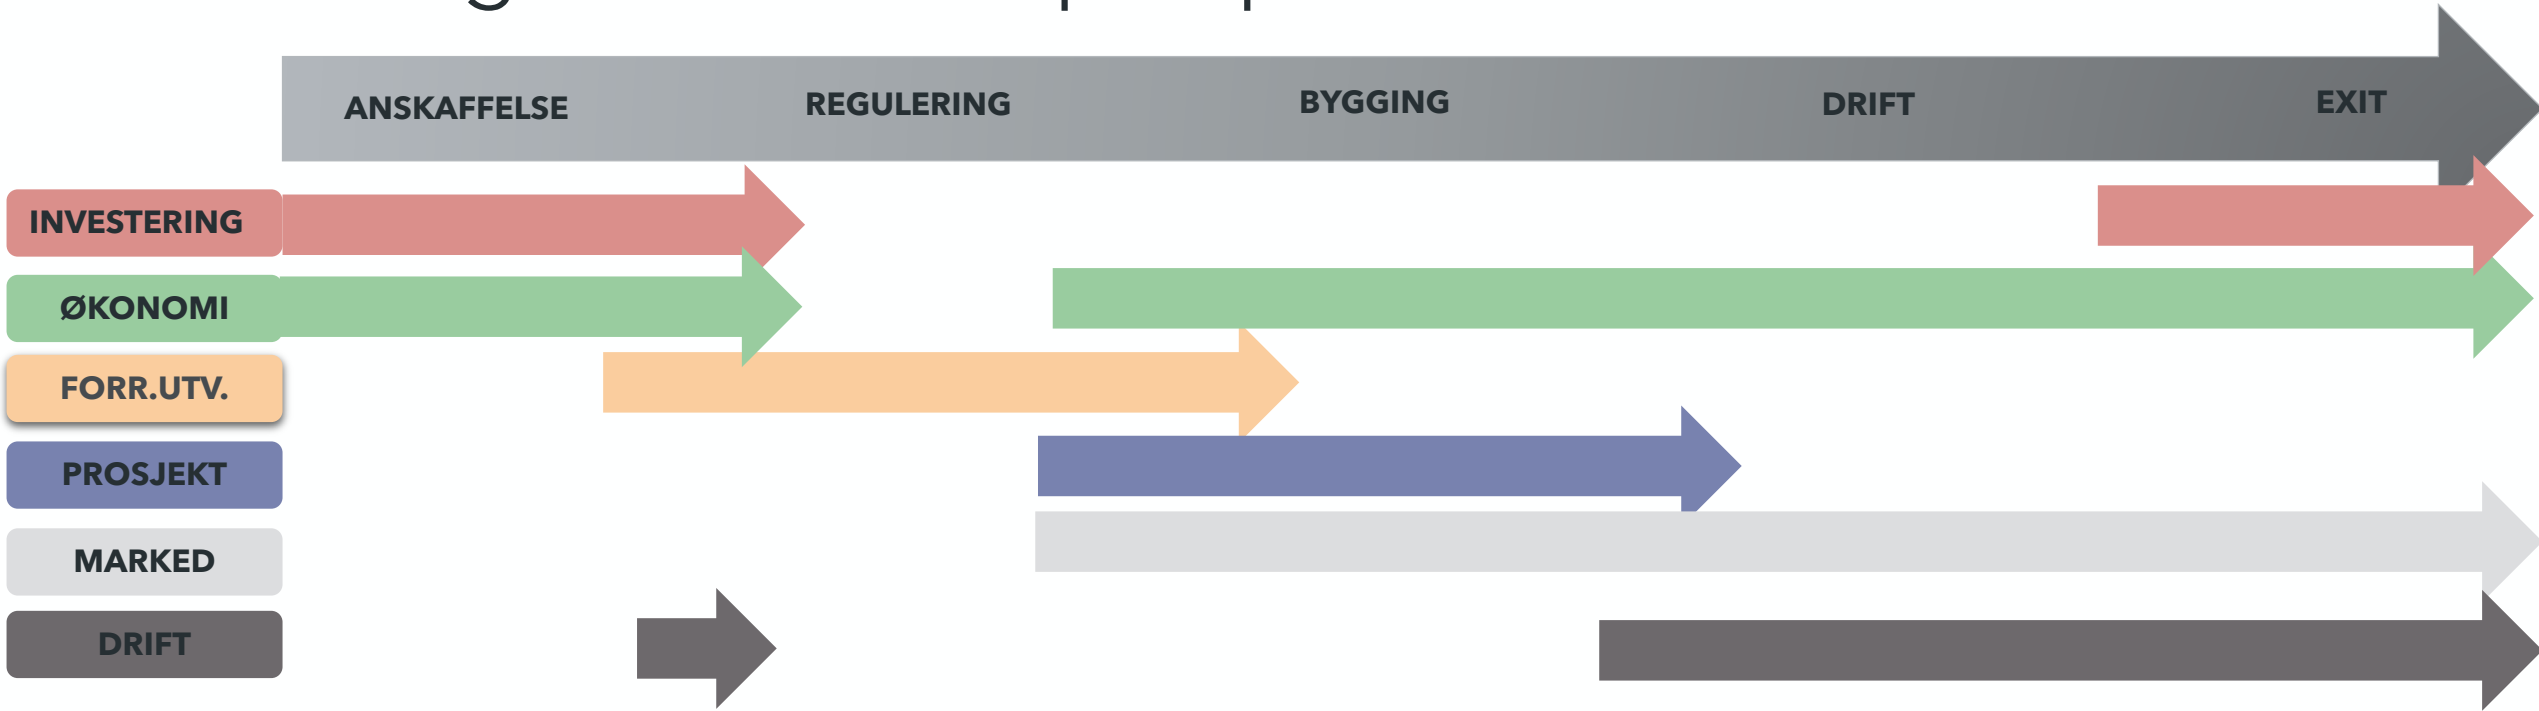 ANSKAFFELSE REGULERING BYGGING DRIFT EXIT
INVESTERING
ØKONOMI
FORR.UTV.
PROSJEKT
MARKED
DRIFT